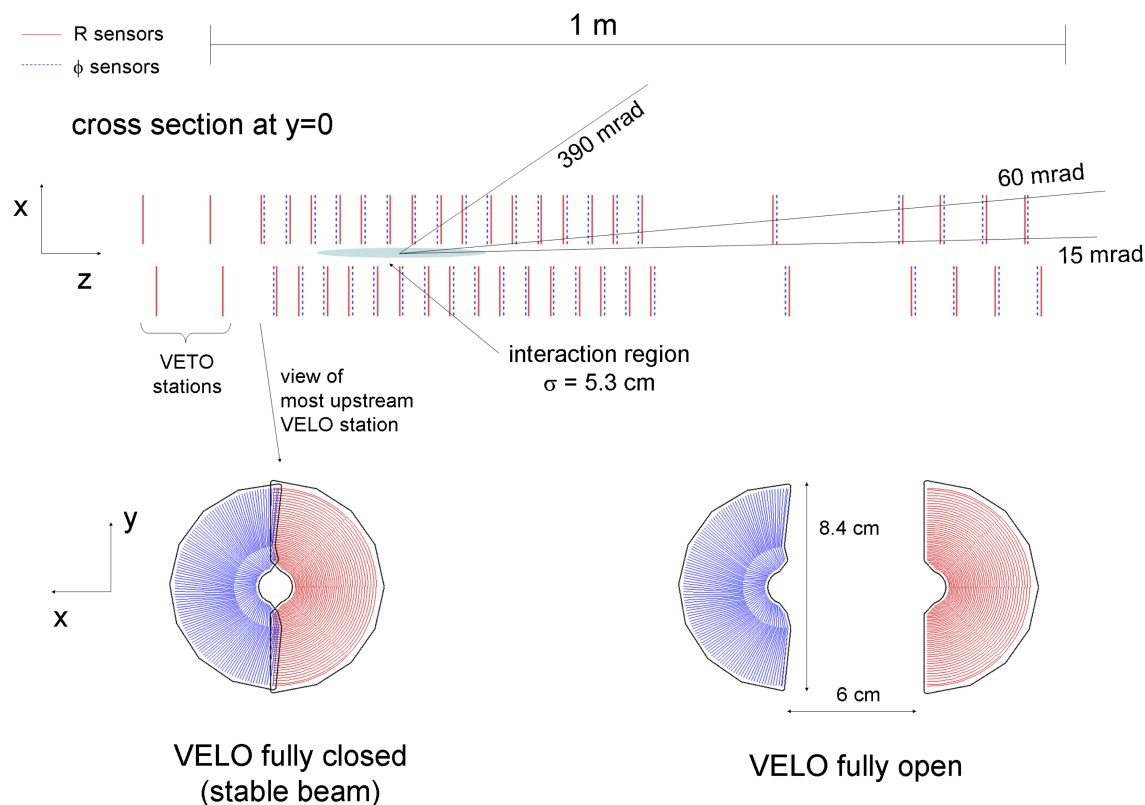 R sensors
ϕ sensors
1 m
cross section at y=0
390 mrad
60 mrad
15 mrad
x
z
VETO
stations
interaction region
σ = 5.3 cm
view of
most upstream
VELO station
y
x
8.4 cm
6 cm
VELO fully closed
(stable beam)
VELO fully open